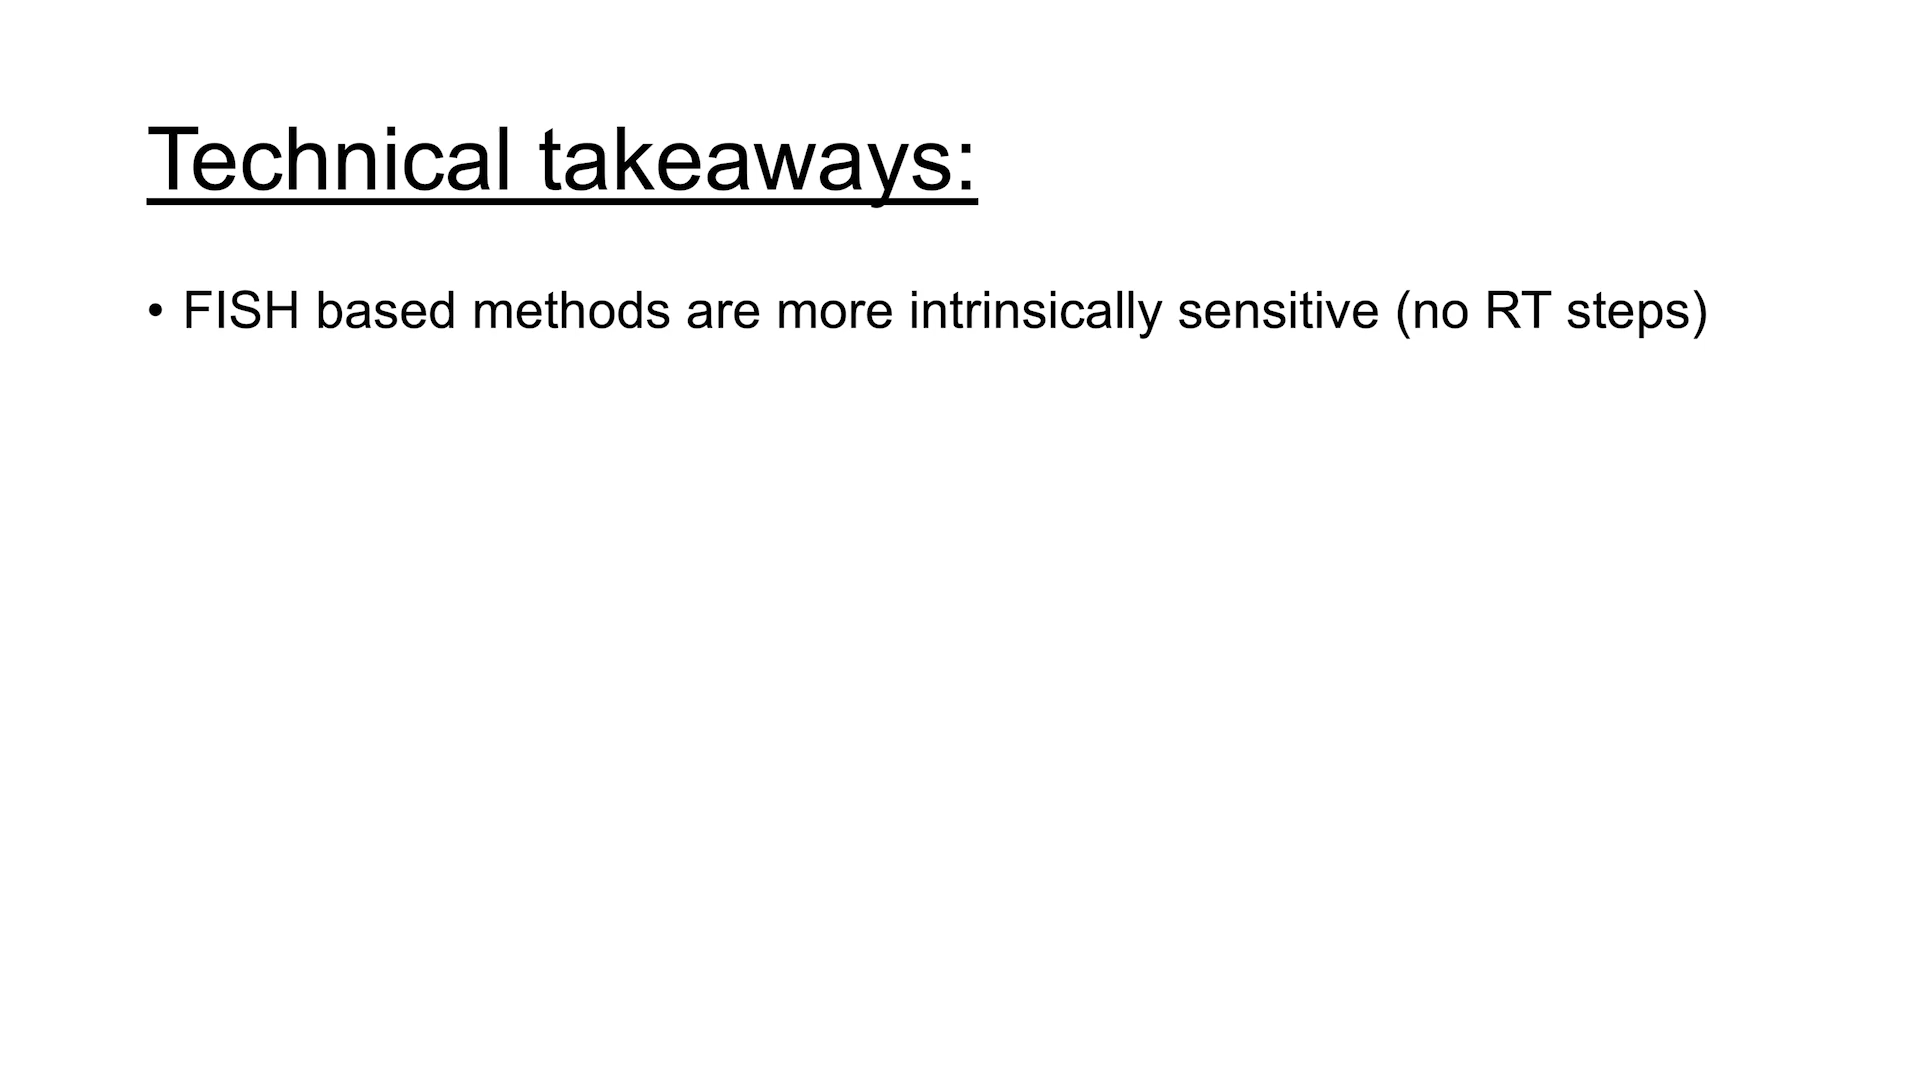 Technical takeaways:
• FISH based methods are more intrinsically sensitive (no RT steps)